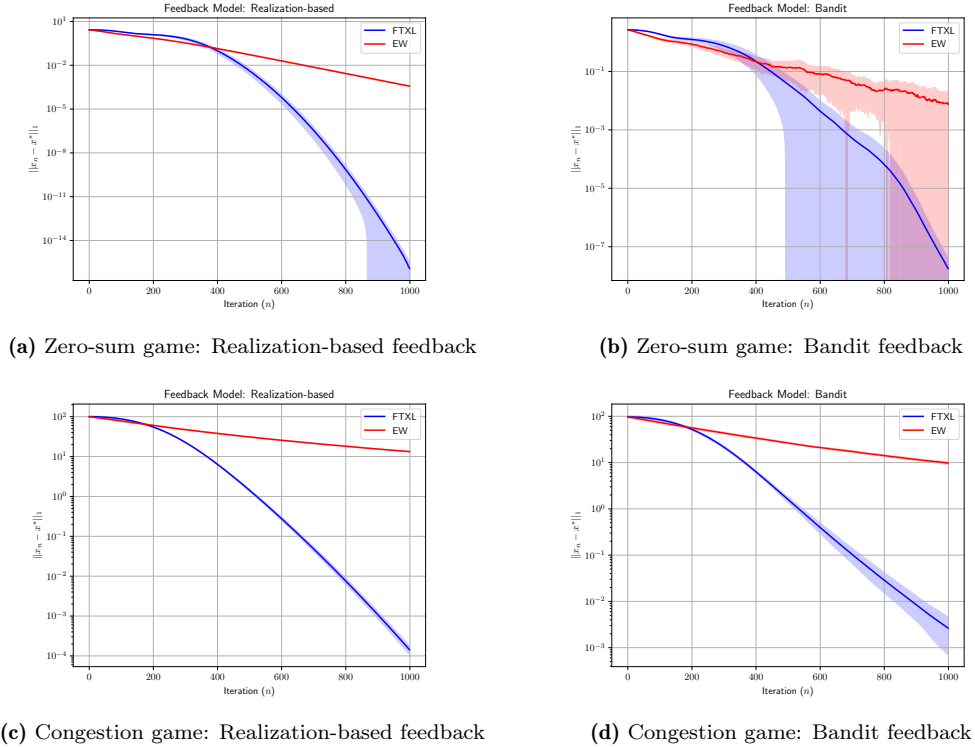 Feedback Model: Realization-based
10^1
10^-2
10^-5
10^-8
10^-11
10^-14
||x_n − x*||_1
0 200 400 600 800 1000
Iteration (n)
FTXL
EW
(a) Zero-sum game: Realization-based feedback
Feedback Model: Bandit
10^-1
10^-3
10^-5
10^-7
||x_n − x*||_1
0 200 400 600 800 1000
Iteration (n)
FTXL
EW
(b) Zero-sum game: Bandit feedback
Feedback Model: Realization-based
10^2
10^1
10^0
10^-1
10^-2
10^-3
10^-4
||x_n − x*||_1
0 200 400 600 800 1000
Iteration (n)
FTXL
EW
(c) Congestion game: Realization-based feedback
Feedback Model: Bandit
10^2
10^1
10^0
10^-1
10^-2
10^-3
||x_n − x*||_1
0 200 400 600 800 1000
Iteration (n)
FTXL
EW
(d) Congestion game: Bandit feedback